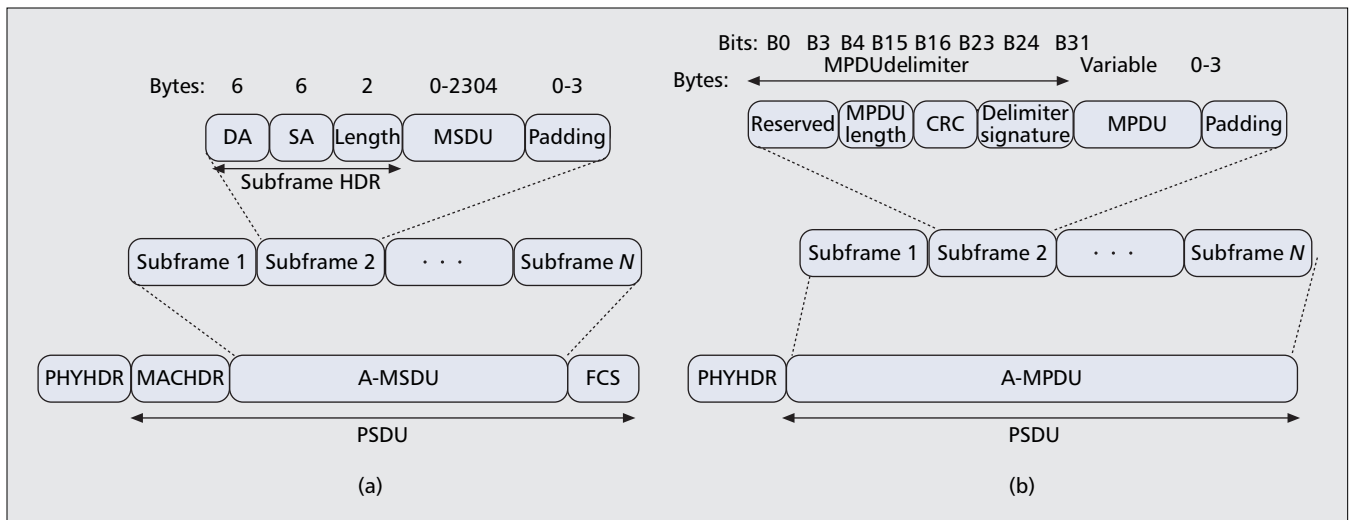 Bytes: 6 6 2 0-2304 0-3
DA SA Length MSDU Padding
Subframe HDR
Subframe 1 Subframe 2 · · · Subframe N
PHYHDR MACHDR A-MSDU FCS
PSDU
(a)
Bits: B0 B3 B4 B15 B16 B23 B24 B31
Bytes: MPDUdelimiter Variable 0-3
Reserved MPDU length CRC Delimiter signature MPDU Padding
Subframe 1 Subframe 2 · · · Subframe N
PHYHDR A-MPDU
PSDU
(b)